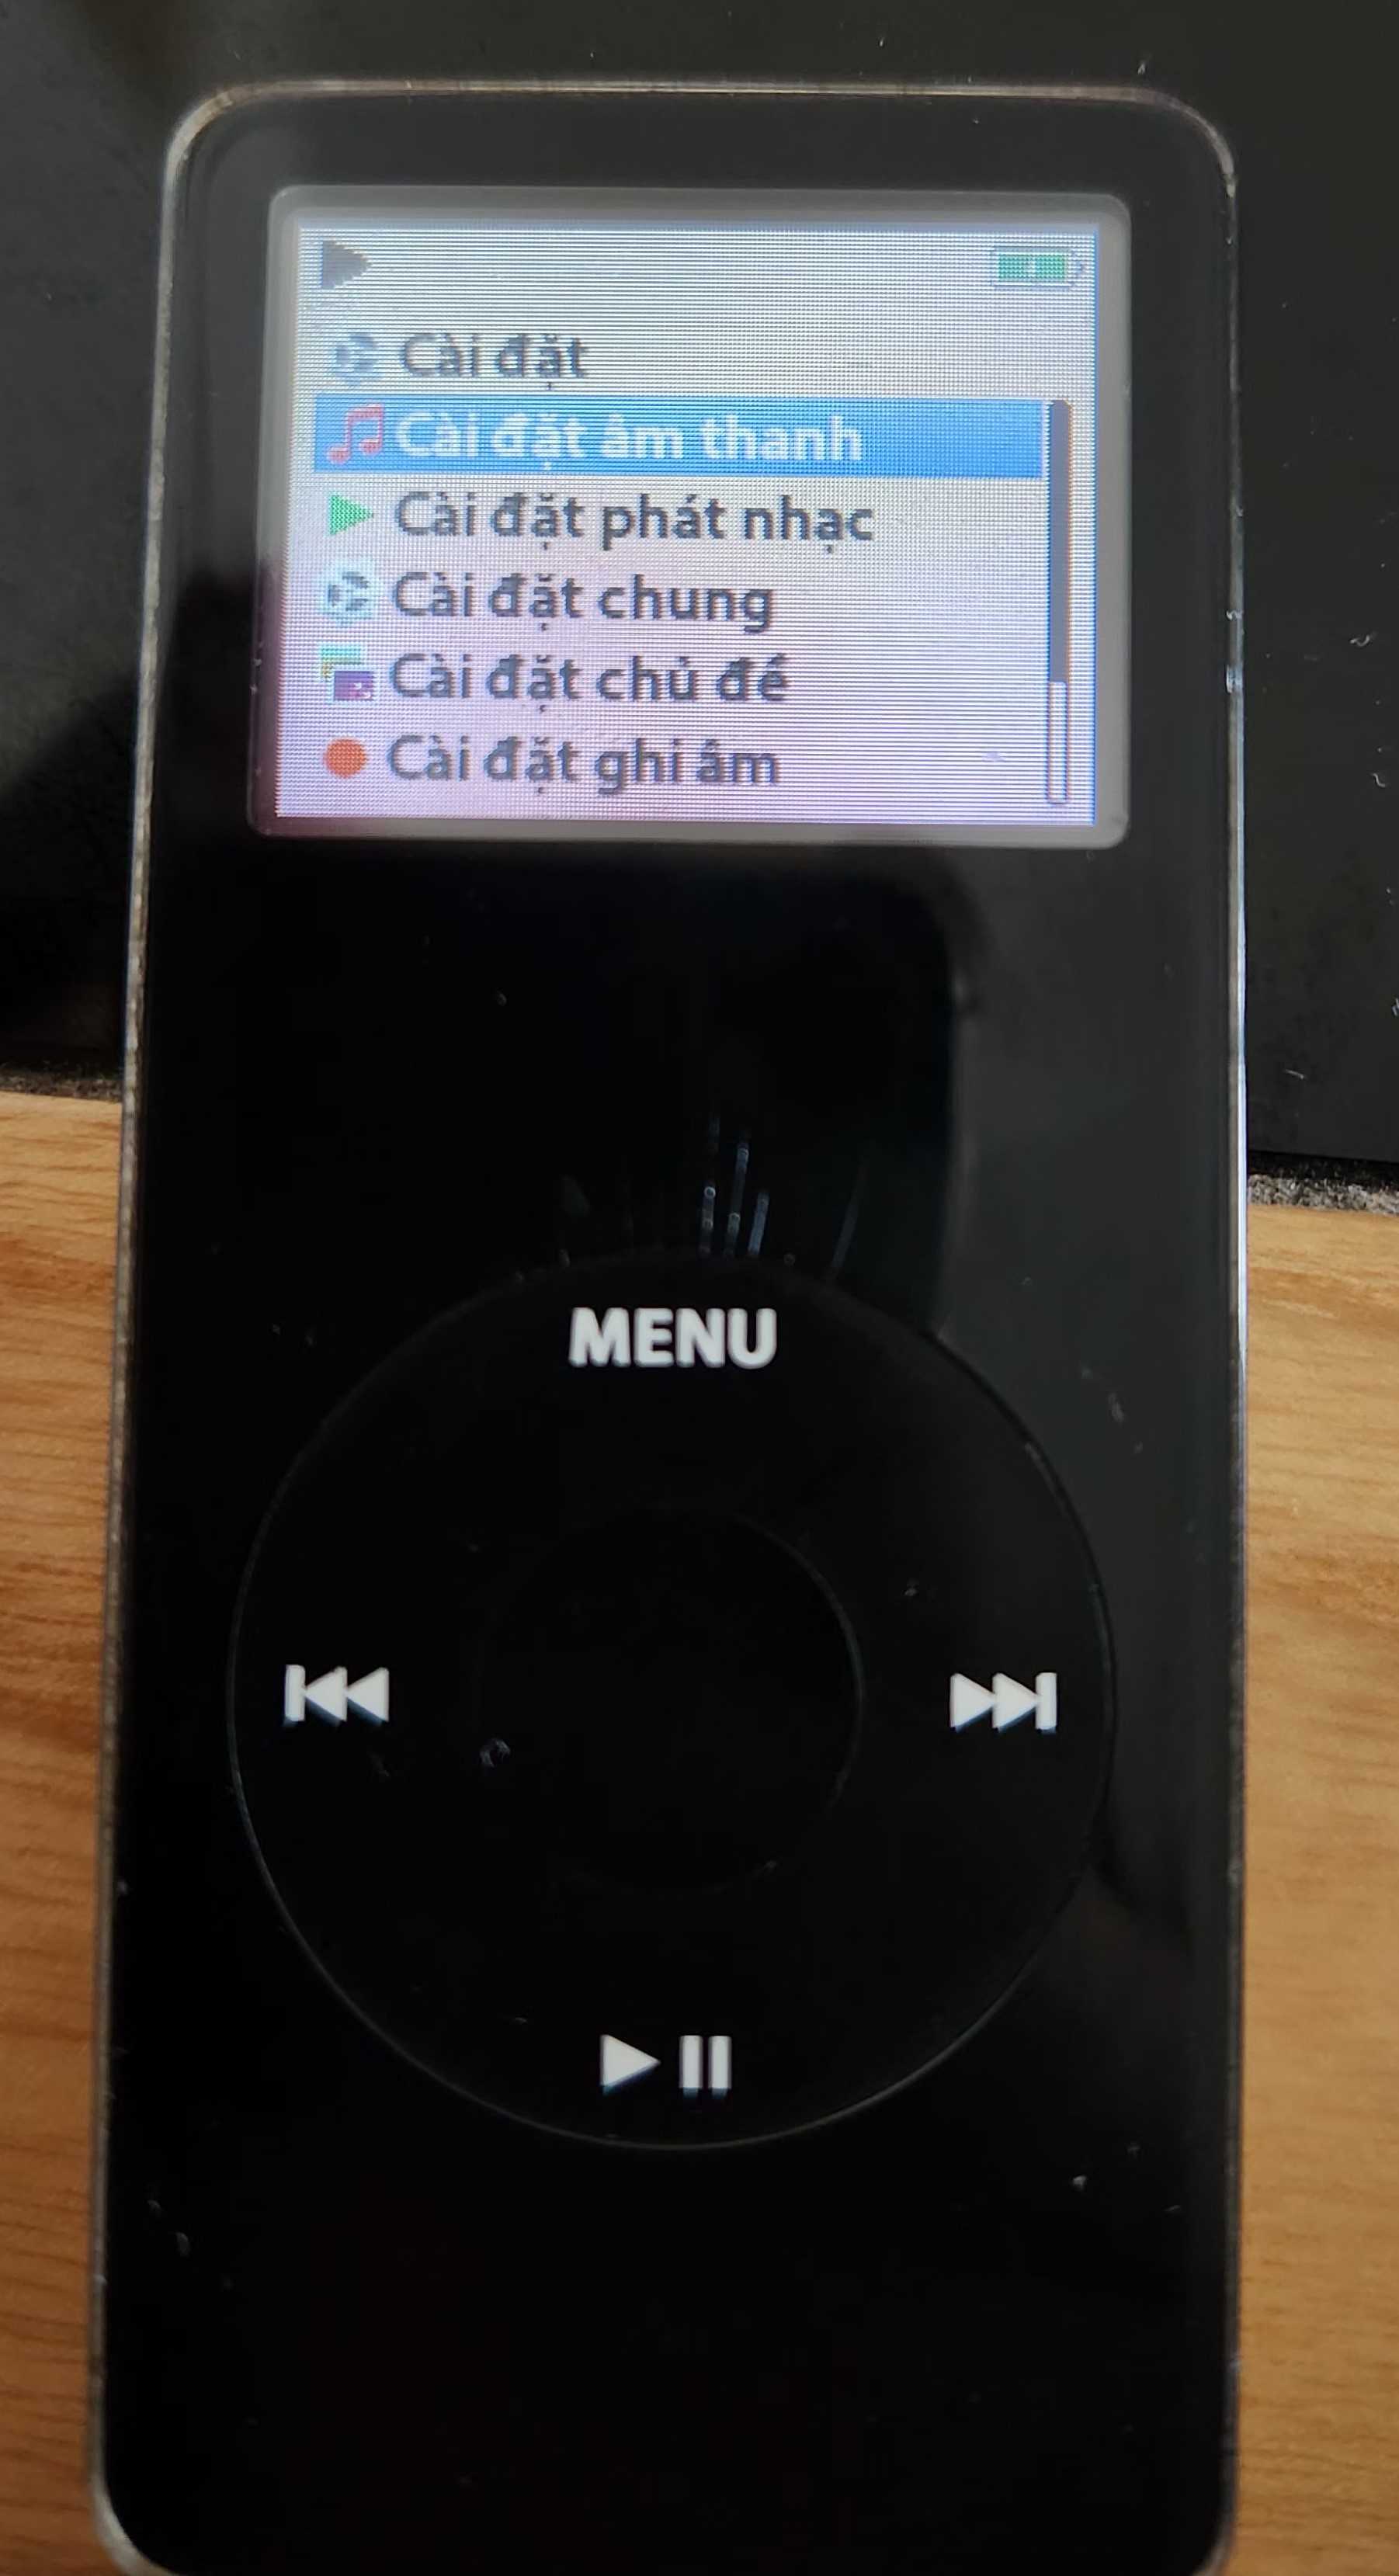 Cài đặt
Cài đặt âm thanh
Cài đặt phát nhạc
Cài đặt chung
Cài đặt chủ đề
Cài đặt ghi âm
MENU